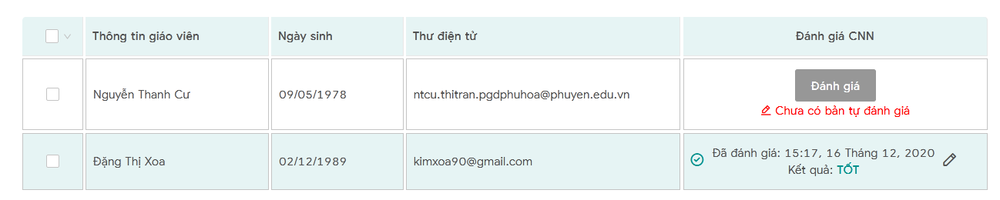 Thông tin giáo viên Ngày sinh Thư điện tử Đánh giá CNN
Nguyễn Thanh Cư 09/05/1978 ntcu.thitran.pgdphuhoa@phuyen.edu.vn Đánh giá
Chưa có bản tự đánh giá
Đặng Thị Xoa 02/12/1989 kimxoa90@gmail.com Đã đánh giá: 15:17, 16 Tháng 12, 2020
Kết quả: TỐT